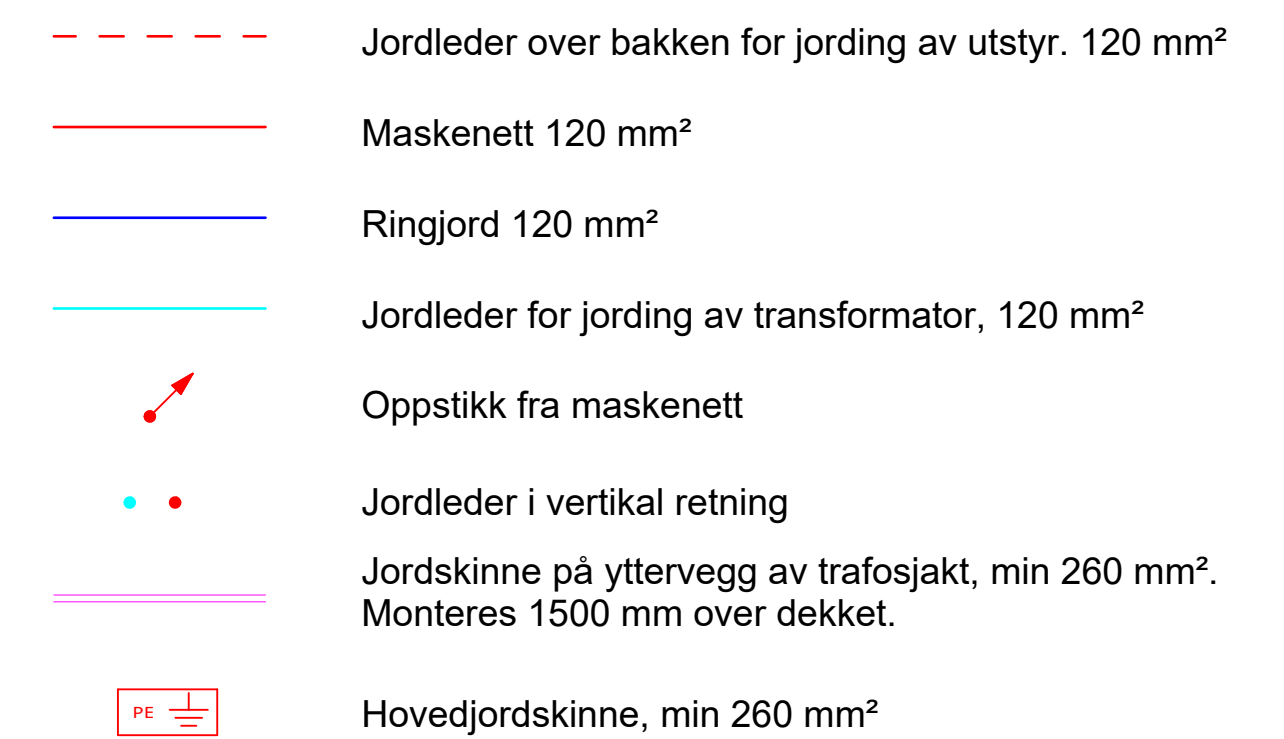 Jordleder over bakken for jording av utstyr. 120 mm²
Maskenett 120 mm²
Ringjord 120 mm²
Jordleder for jording av transformator, 120 mm²
Oppstikk fra maskenett
Jordleder i vertikal retning
Jordskinne på yttervegg av trafosjakt, min 260 mm².
Monteres 1500 mm over dekket.
PE
Hovedjordskinne, min 260 mm²